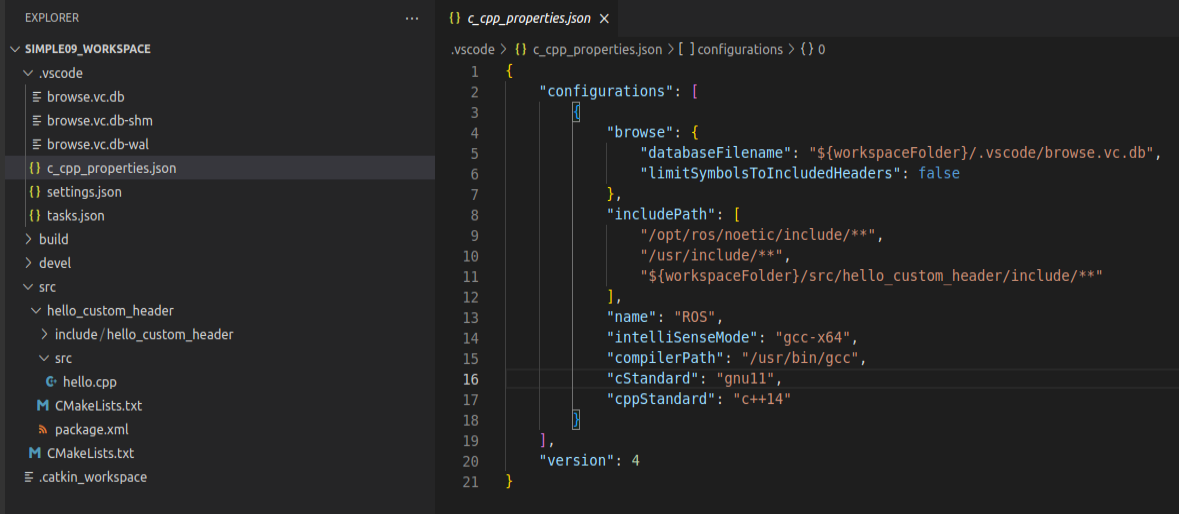 EXPLORER
SIMPLE09_WORKSPACE
.vscode
browse.vc.db
browse.vc.db-shm
browse.vc.db-wal
c_cpp_properties.json
settings.json
tasks.json
build
devel
src
hello_custom_header
include/hello_custom_header
src
hello.cpp
CMakeLists.txt
package.xml
CMakeLists.txt
.catkin_workspace
{} c_cpp_properties.json ×
.vscode > {} c_cpp_properties.json > [ ] configurations > {} 0
1 {
2 "configurations": [
3 {
4 "browse": {
5 "databaseFilename": "${workspaceFolder}/.vscode/browse.vc.db",
6 "limitSymbolsToIncludedHeaders": false
7 },
8 "includePath": [
9 "/opt/ros/noetic/include/**",
10 "/usr/include/**",
11 "${workspaceFolder}/src/hello_custom_header/include/**"
12 ],
13 "name": "ROS",
14 "intelliSenseMode": "gcc-x64",
15 "compilerPath": "/usr/bin/gcc",
16 "cStandard": "gnu11",
17 "cppStandard": "c++14"
18 }
19 ],
20 "version": 4
21 }